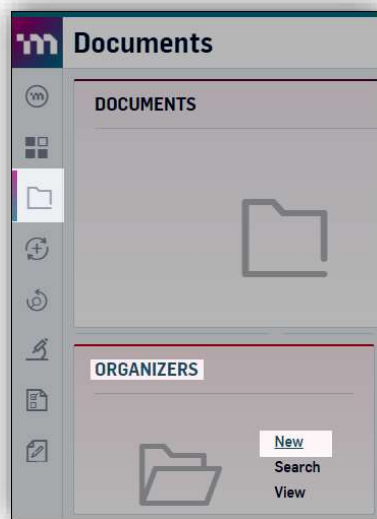 m Documents
DOCUMENTS
ORGANIZERS
New
Search
View